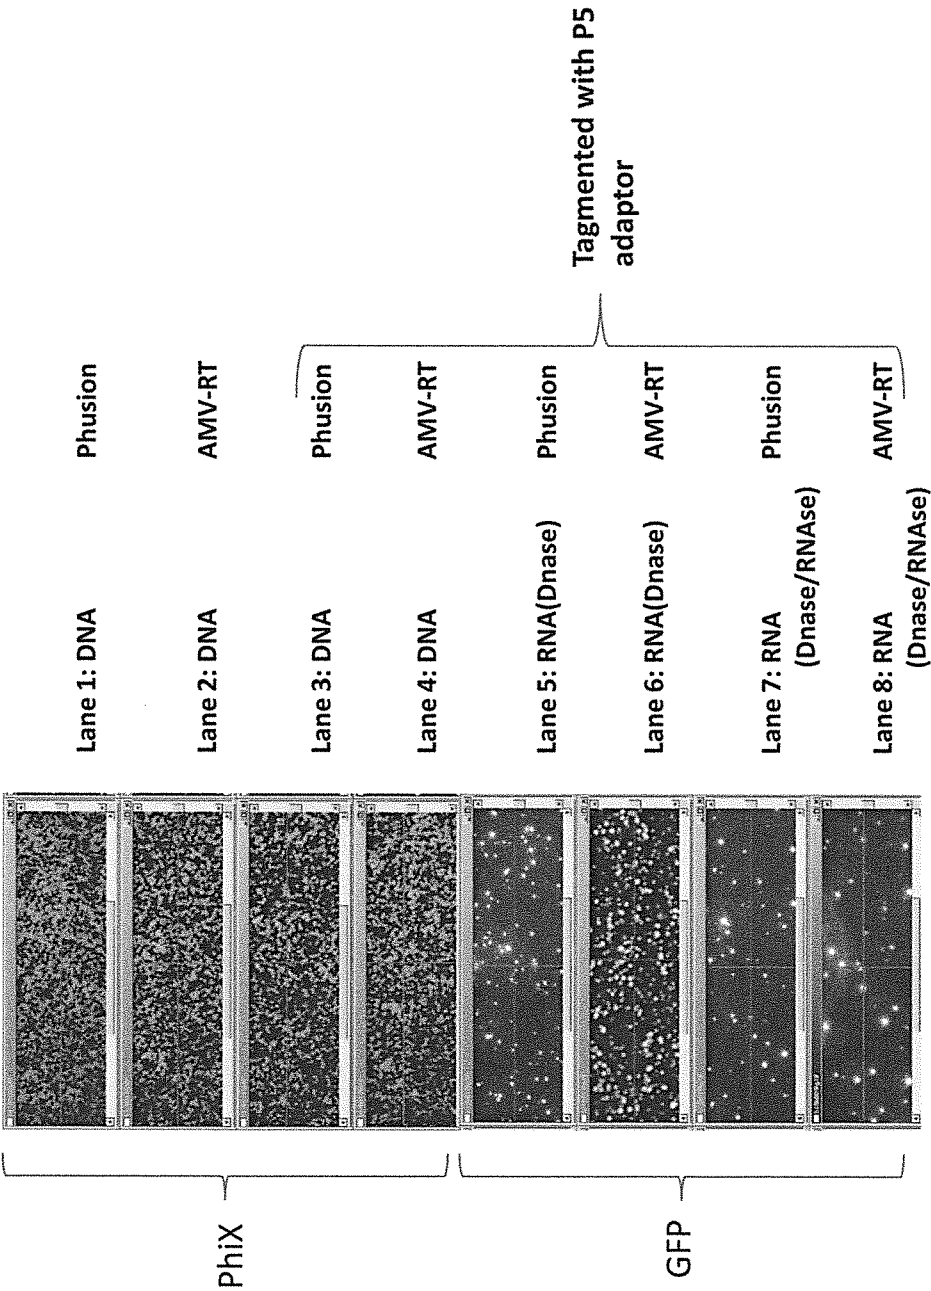 PhiX
GFP
Lane 1: DNA
Phusion
Lane 2: DNA
AMV-RT
Lane 3: DNA
Phusion
Lane 4: DNA
AMV-RT
Lane 5: RNA(Dnase)
Phusion
Lane 6: RNA(Dnase)
AMV-RT
Lane 7: RNA
(Dnase/RNAse)
Phusion
Lane 8: RNA
(Dnase/RNAse)
AMV-RT
Tagmented with P5
adaptor